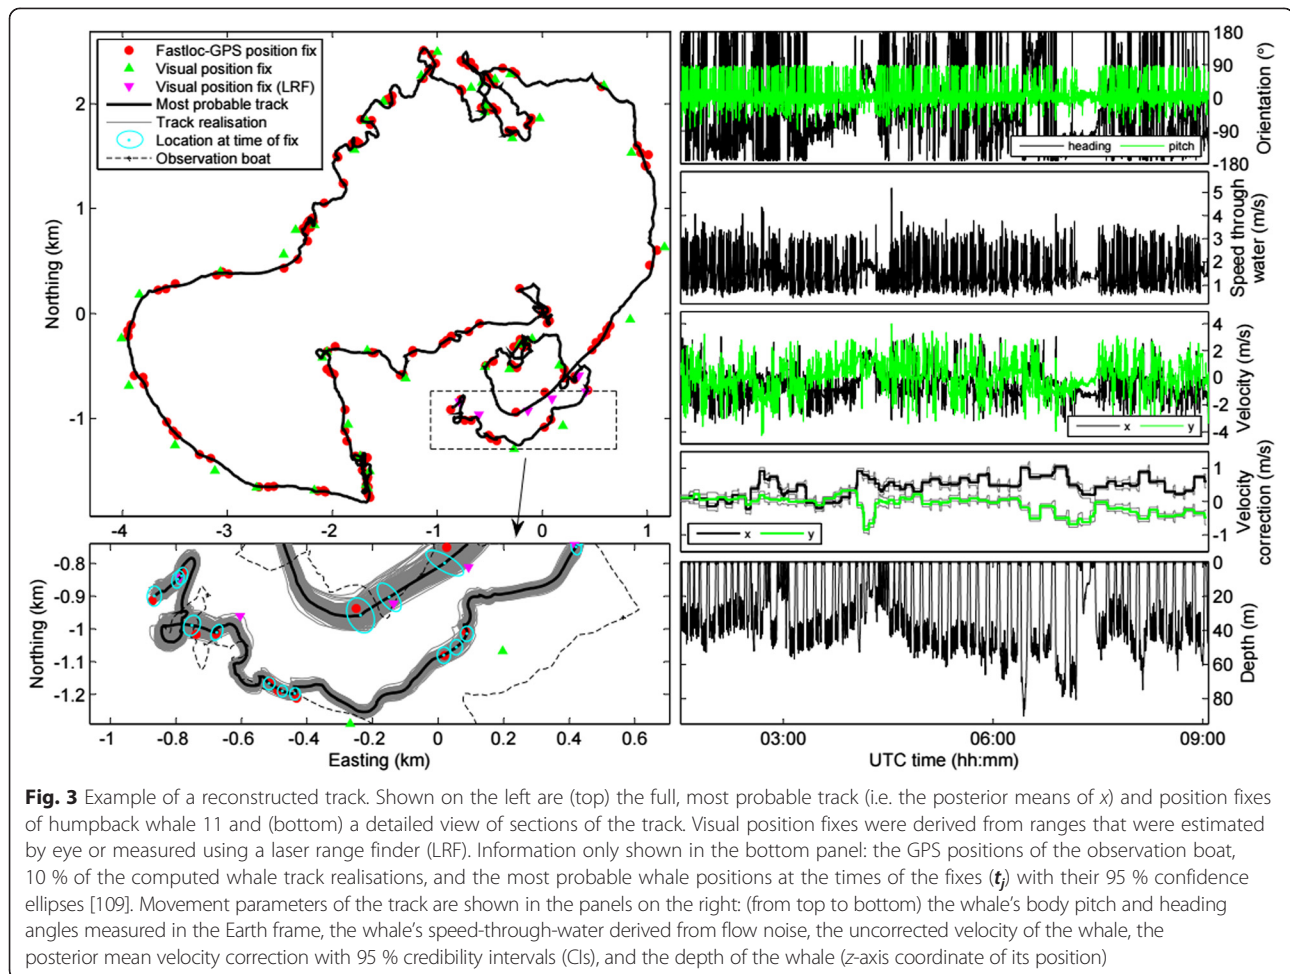 Fastloc-GPS position fix
Visual position fix
Visual position fix (LRF)
Most probable track
Track realisation
Location at time of fix
Observation boat
Northing (km)
2
1
0
-1
-4
-3
-2
-1
0
1
Northing (km)
-0.8
-0.9
-1
-1.1
-1.2
-1
-0.8
-0.6
-0.4
-0.2
0
0.2
0.4
0.6
Easting (km)
heading
pitch
180
90
0
-90
-180
Orientation (°)
5
4
3
2
1
Speed through
water (m/s)
x
y
4
2
0
-2
-4
Velocity (m/s)
x
y
1
0
-1
Velocity
correction (m/s)
0
20
40
60
80
Depth (m)
03:00
06:00
09:00
UTC time (hh:mm)
Fig. 3 Example of a reconstructed track. Shown on the left are (top) the full, most probable track (i.e. the posterior means of x) and position fixes
of humpback whale 11 and (bottom) a detailed view of sections of the track. Visual position fixes were derived from ranges that were estimated
by eye or measured using a laser range finder (LRF). Information only shown in the bottom panel: the GPS positions of the observation boat,
10 % of the computed whale track realisations, and the most probable whale positions at the times of the fixes (tj) with their 95 % confidence
ellipses [109]. Movement parameters of the track are shown in the panels on the right: (from top to bottom) the whale's body pitch and heading
angles measured in the Earth frame, the whale's speed-through-water derived from flow noise, the uncorrected velocity of the whale, the
posterior mean velocity correction with 95 % credibility intervals (CIs), and the depth of the whale (z-axis coordinate of its position)